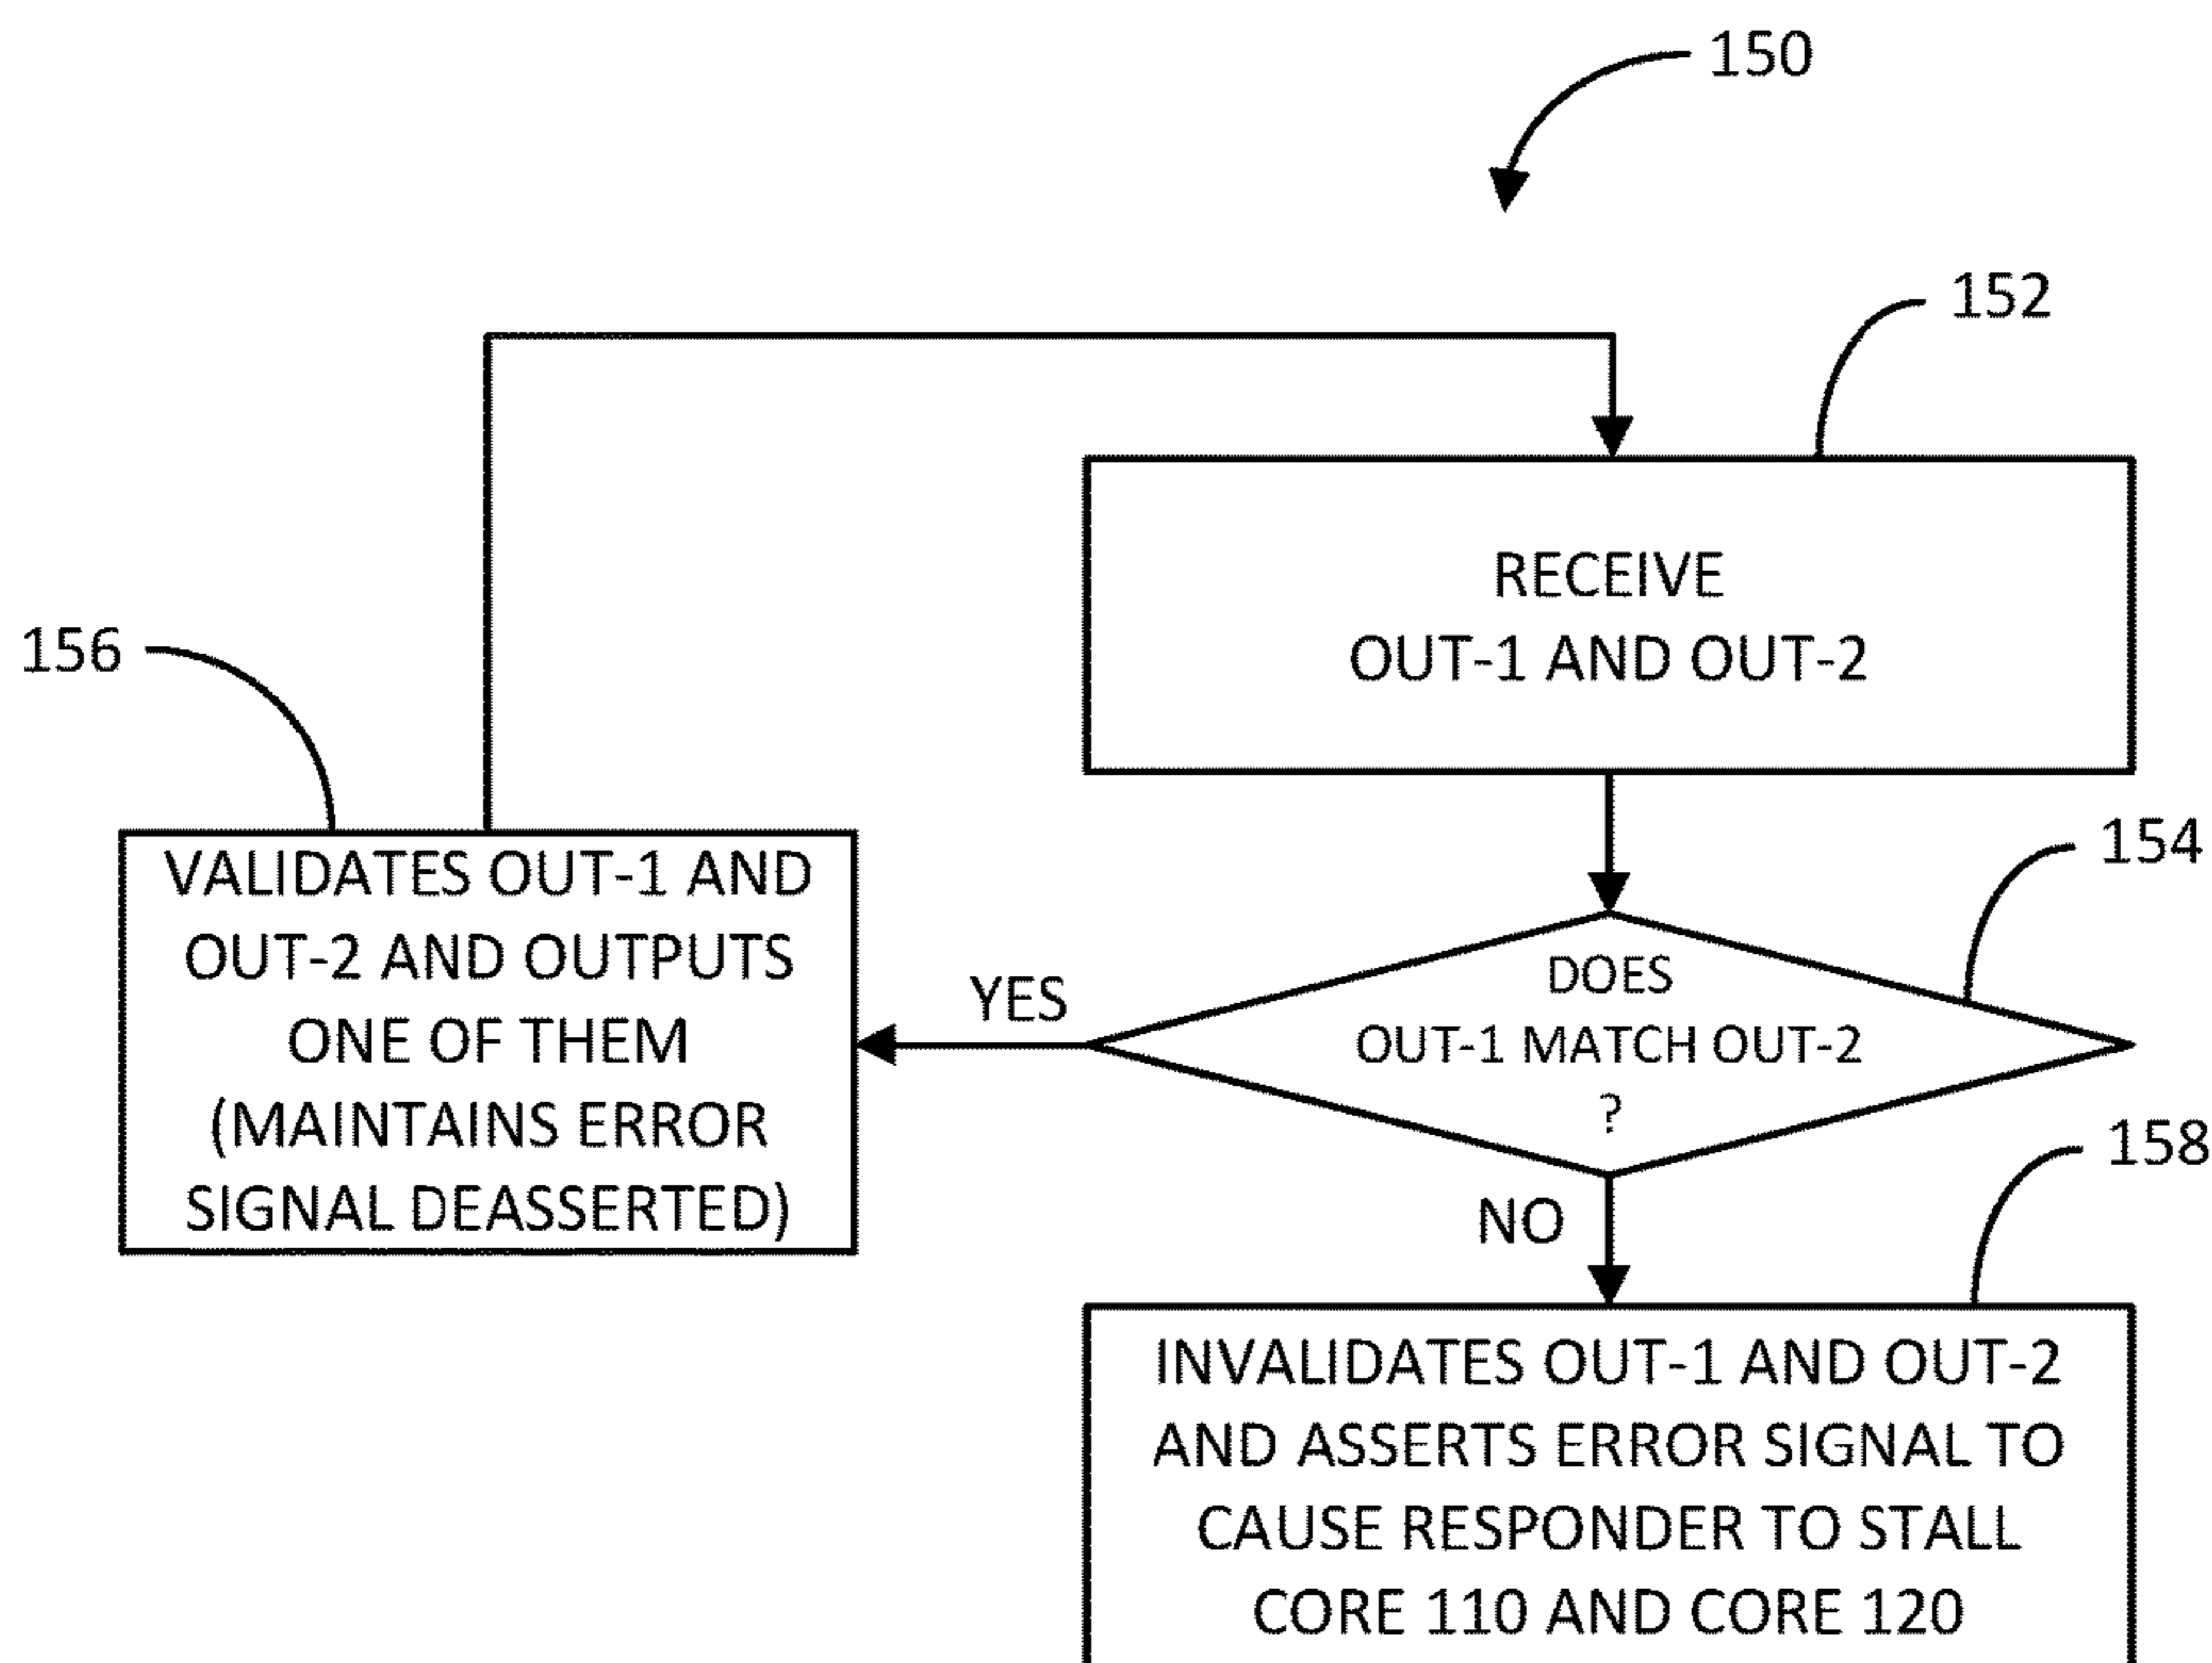 150
152
RECEIVE
OUT-1 AND OUT-2
156
VALIDATES OUT-1 AND
OUT-2 AND OUTPUTS
ONE OF THEM
(MAINTAINS ERROR
SIGNAL DEASSERTED)
154
YES
DOES
OUT-1 MATCH OUT-2
?
158
NO
INVALIDATES OUT-1 AND OUT-2
AND ASSERTS ERROR SIGNAL TO
CAUSE RESPONDER TO STALL
CORE 110 AND CORE 120